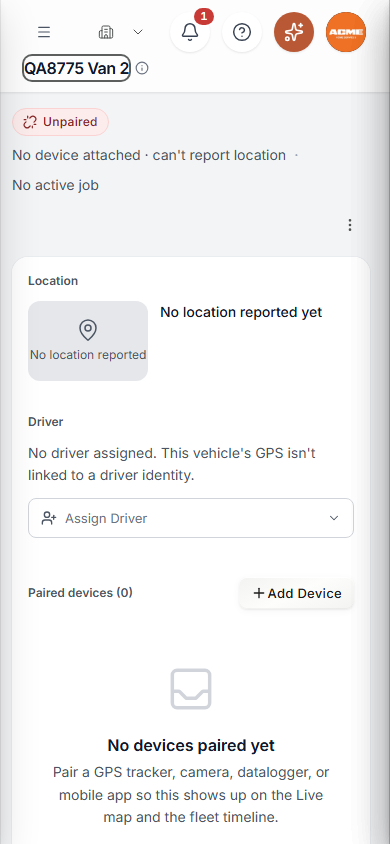 1
ACME
QA8775 Van 2
Unpaired
No device attached · can't report location ·
No active job
Location
No location reported
No location reported yet
Driver
No driver assigned. This vehicle's GPS isn't
linked to a driver identity.
Assign Driver
Paired devices (0)
Add Device
No devices paired yet
Pair a GPS tracker, camera, datalogger, or
mobile app so this shows up on the Live
map and the fleet timeline.